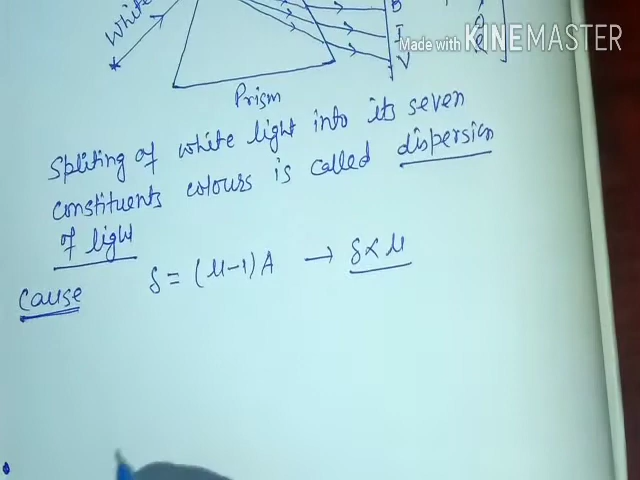 White
B
I
V
Made with KINEMASTER
Prism
Spliting of white light into its seven
constituents colours is called dispersion
of light
Cause δ = (μ-1) A → δ ∝ μ